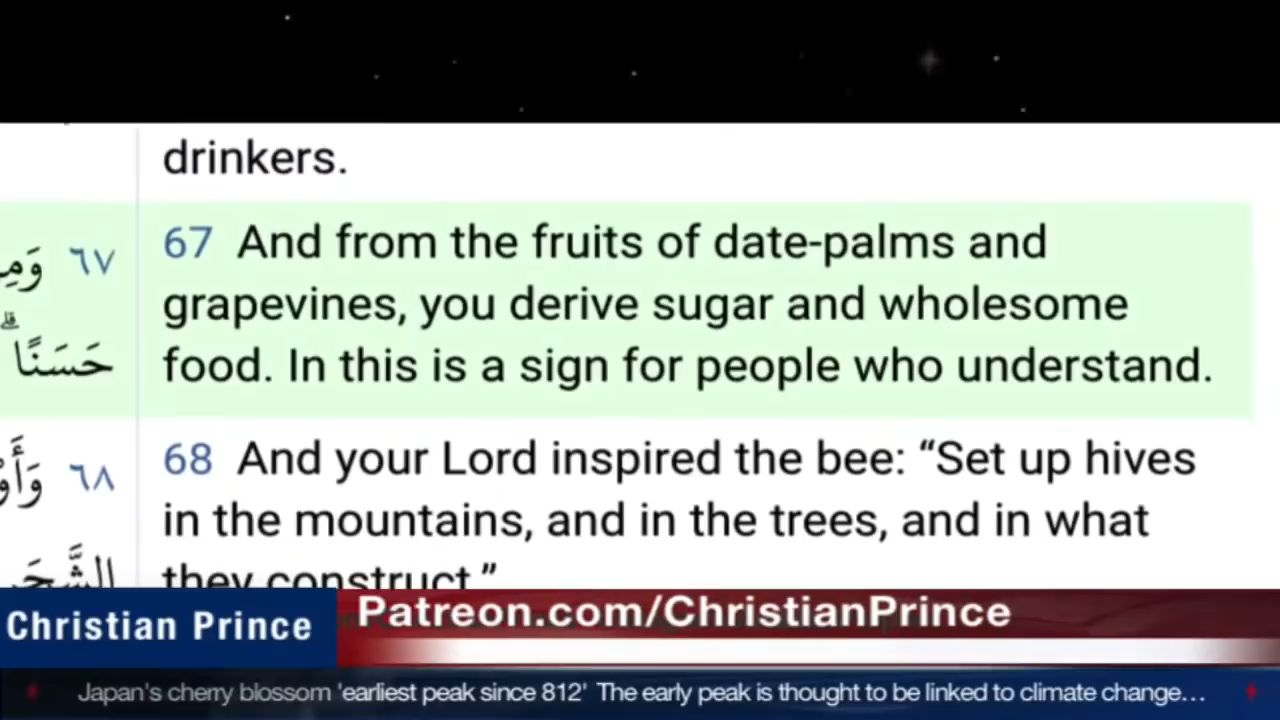 drinkers.
٦٧
67 And from the fruits of date-palms and
grapevines, you derive sugar and wholesome
حَسَنًا ۗ
food. In this is a sign for people who understand.
٦٨
68 And your Lord inspired the bee: “Set up hives
in the mountains, and in the trees, and in what
they construct.”
Christian Prince
Patreon.com/ChristianPrince
Japan's cherry blossom 'earliest peak since 812' The early peak is thought to be linked to climate change…